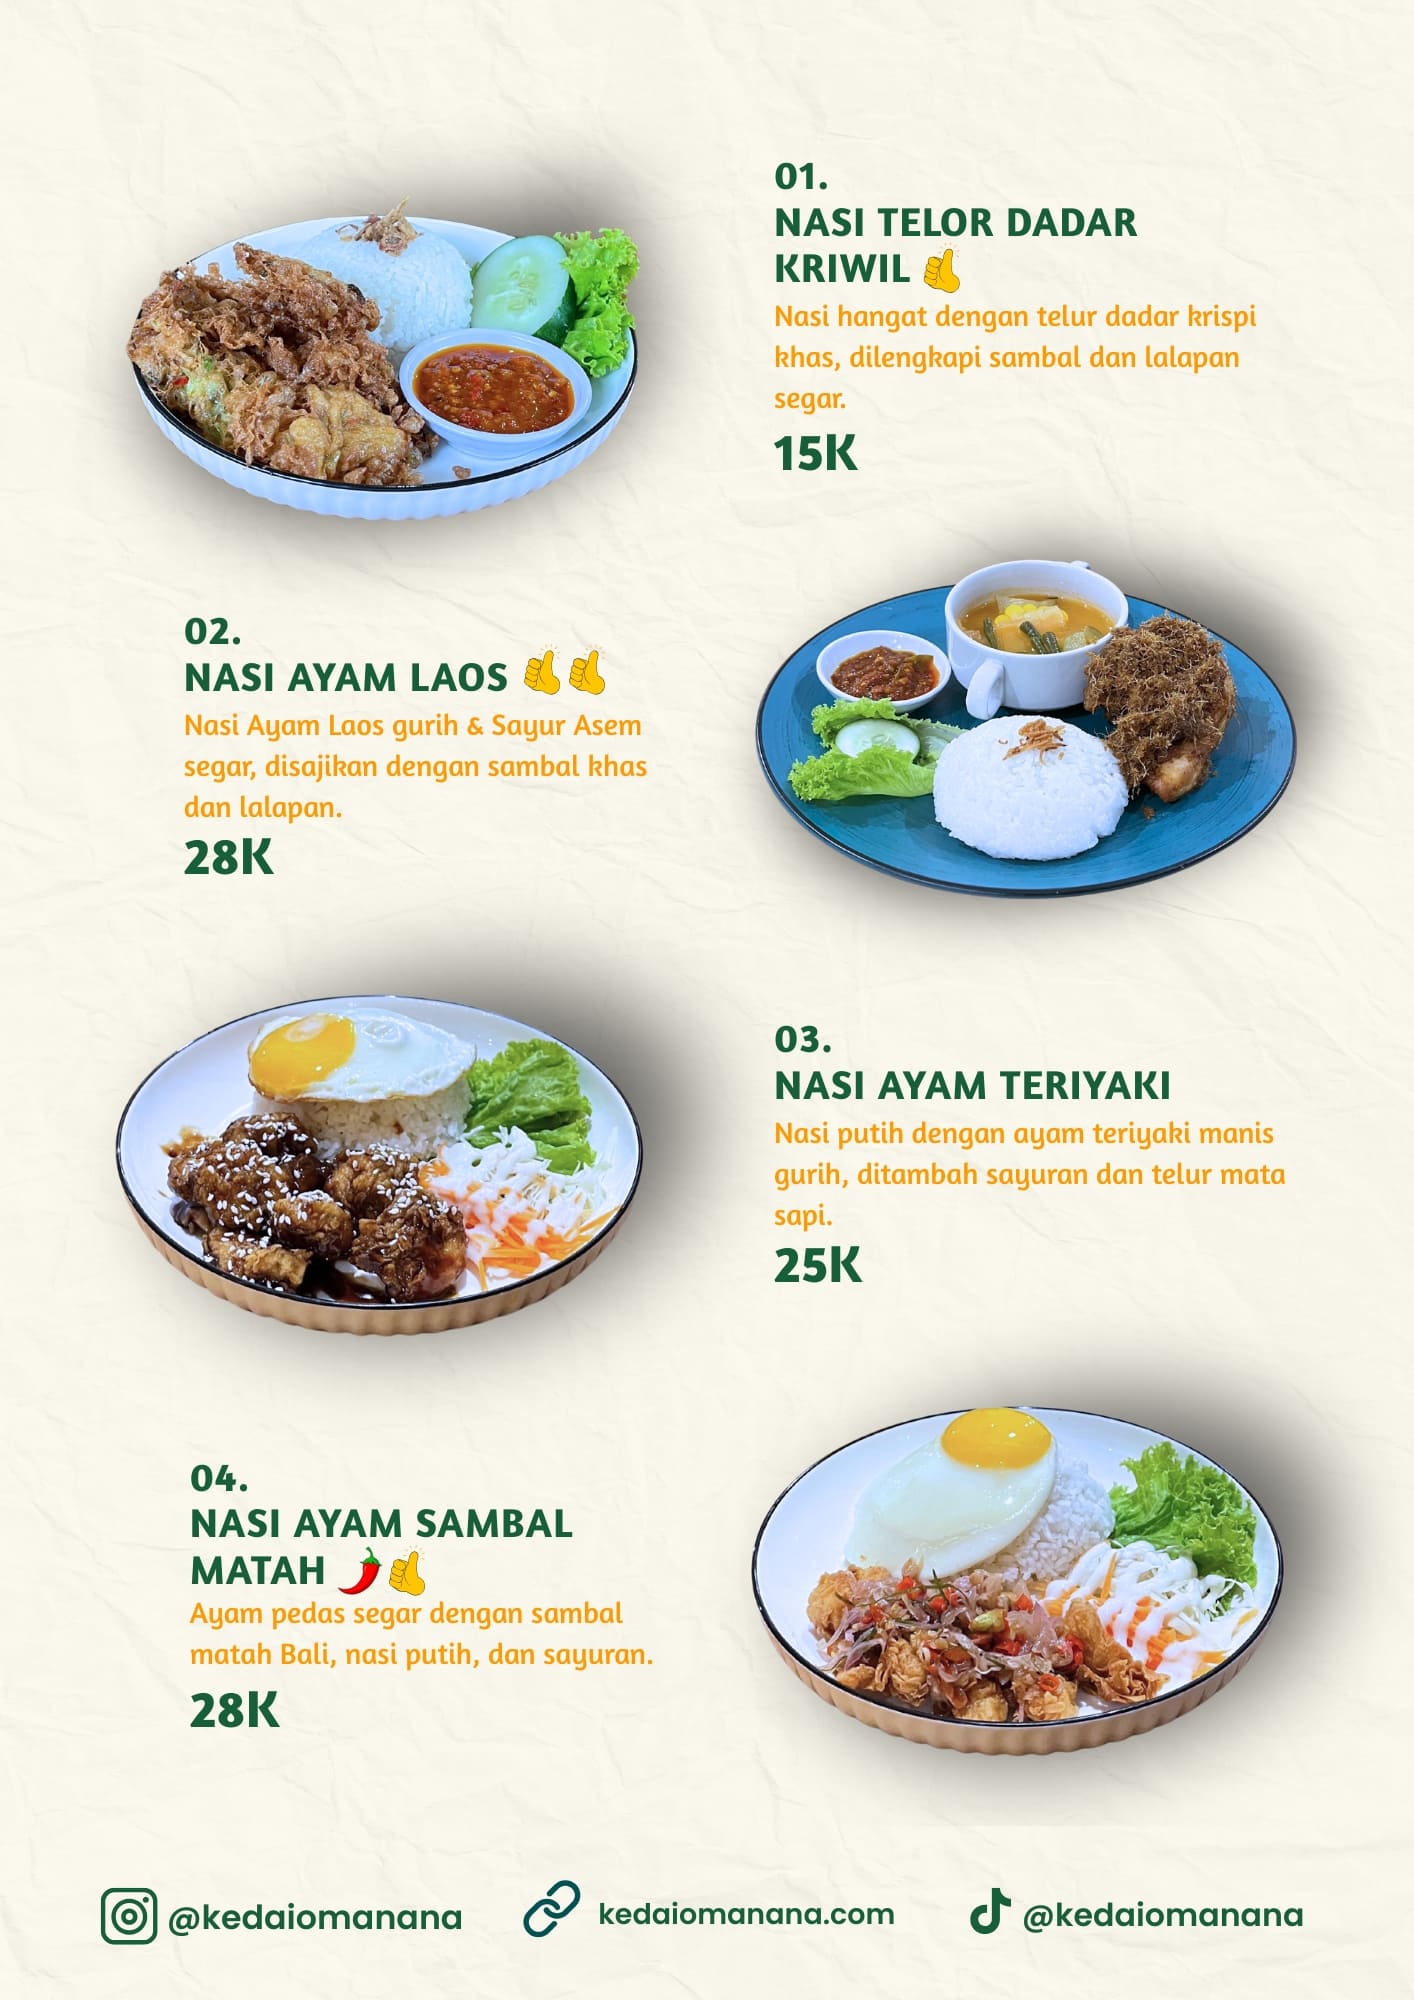 01.
NASI TELOR DADAR
KRIWIL 👍
Nasi hangat dengan telur dadar krispi
khas, dilengkapi sambal dan lalapan
segar.
15K
02.
NASI AYAM LAOS 👍👍
Nasi Ayam Laos gurih & Sayur Asem
segar, disajikan dengan sambal khas
dan lalapan.
28K
03.
NASI AYAM TERIYAKI
Nasi putih dengan ayam teriyaki manis
gurih, ditambah sayuran dan telur mata
sapi.
25K
04.
NASI AYAM SAMBAL
MATAH 🌶️👍
Ayam pedas segar dengan sambal
matah Bali, nasi putih, dan sayuran.
28K
@kedaiomanana
kedaiomanana.com
@kedaiomanana